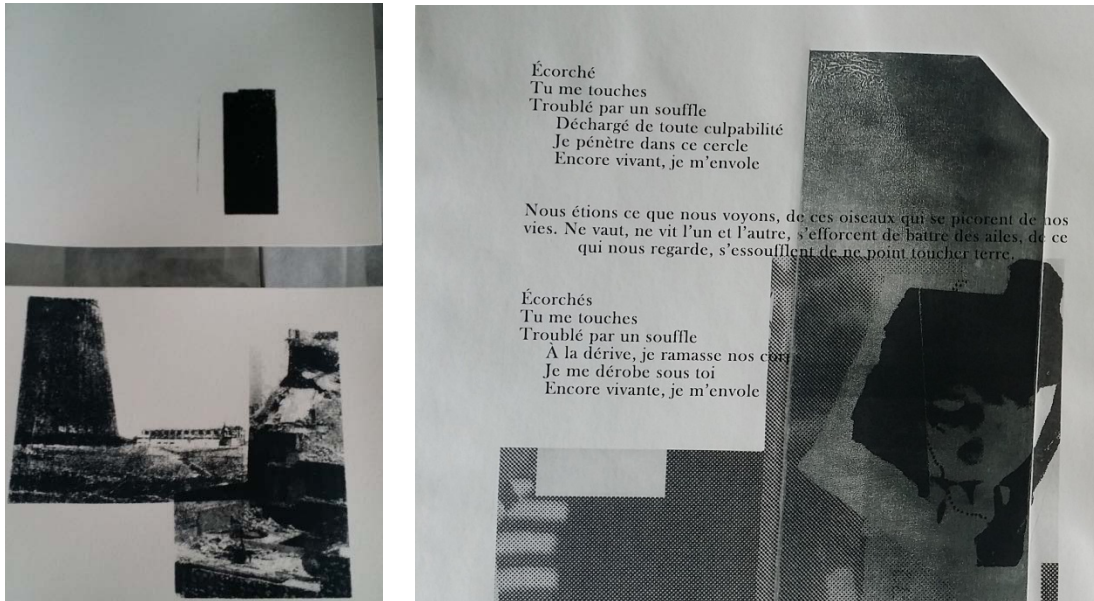 Écorché
Tu me touches
Troublé par un souffle
Déchargé de toute culpabilité
Je pénètre dans ce cercle
Encore vivant, je m'envole
Nous étions ce que nous voyons, de ces oiseaux qui se picorent de nos
vies. Ne vaut, ne vit l'un et l'autre, s'efforcent de battre des ailes, de ce
qui nous regarde, s'essoufflent de ne point toucher terre.
Écorchés
Tu me touches
Troublé par un souffle
À la dérive, je ramasse nos
Je me dérobe sous toi
Encore vivante, je m'envole